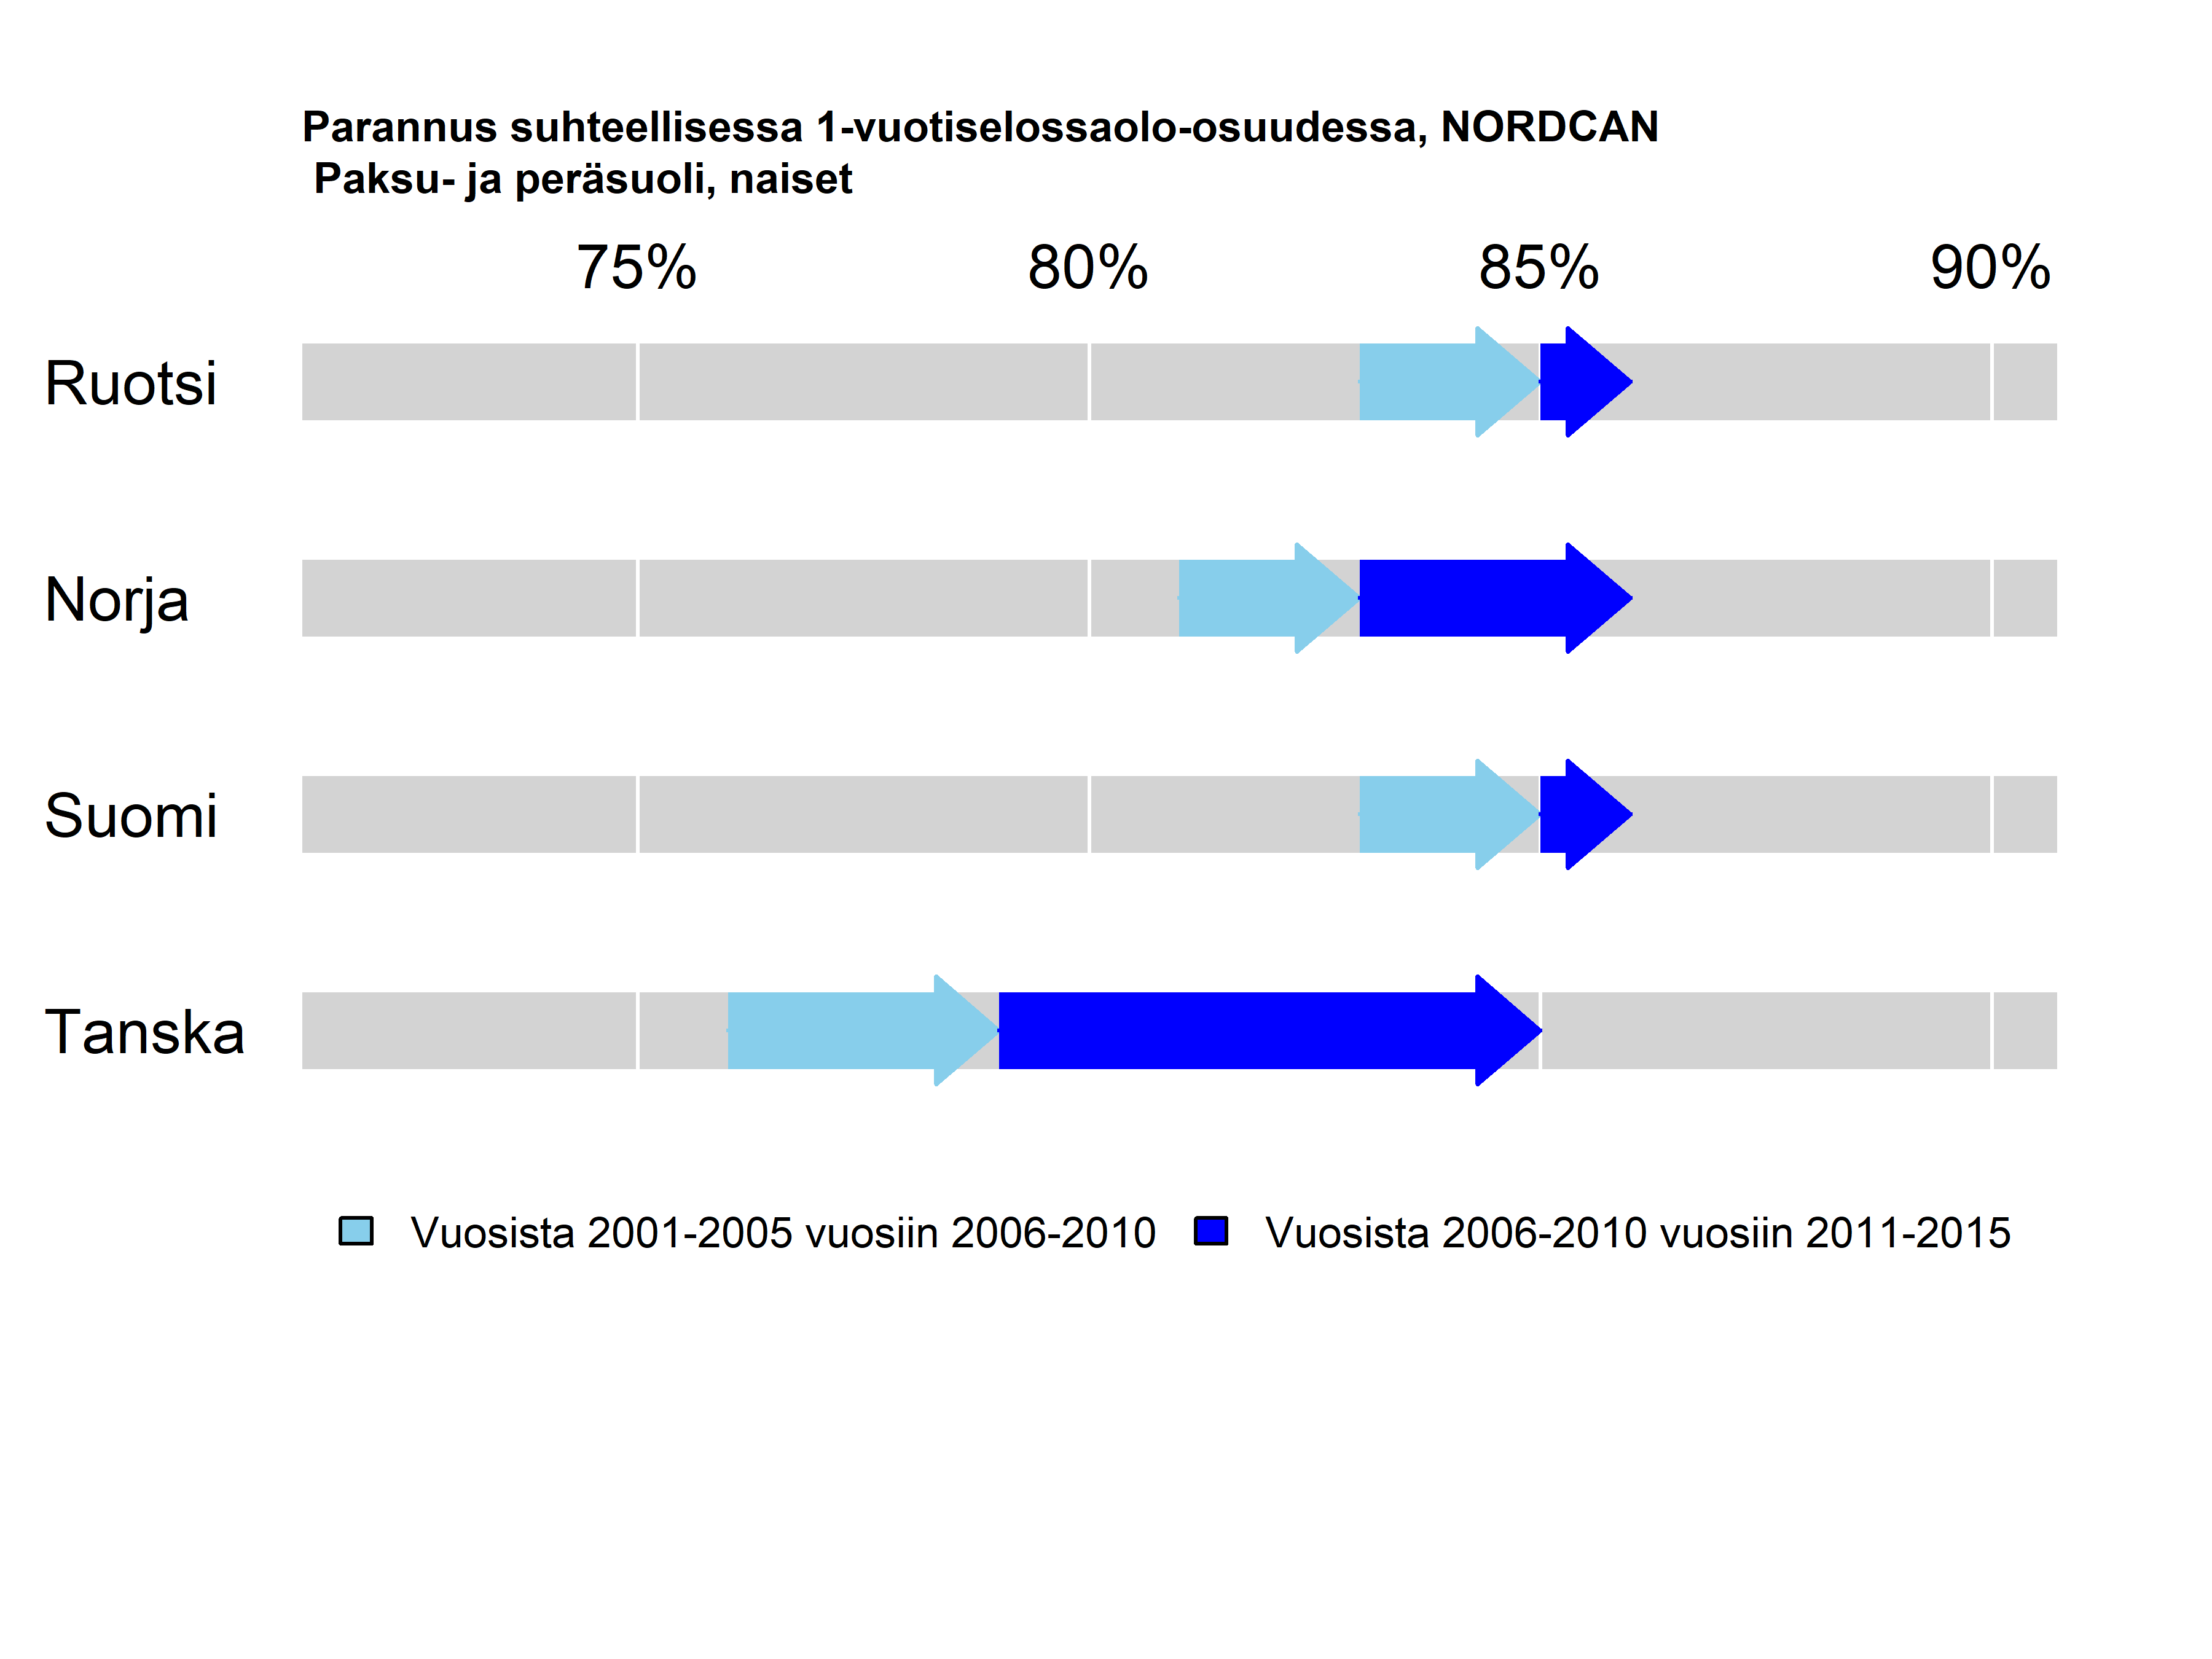 Parannus suhteellisessa 1-vuotiselossaolo-osuudessa, NORDCAN
Paksu- ja peräsuoli, naiset
75% 80% 85% 90%
Ruotsi
Norja
Suomi
Tanska
Vuosista 2001-2005 vuosiin 2006-2010 Vuosista 2006-2010 vuosiin 2011-2015